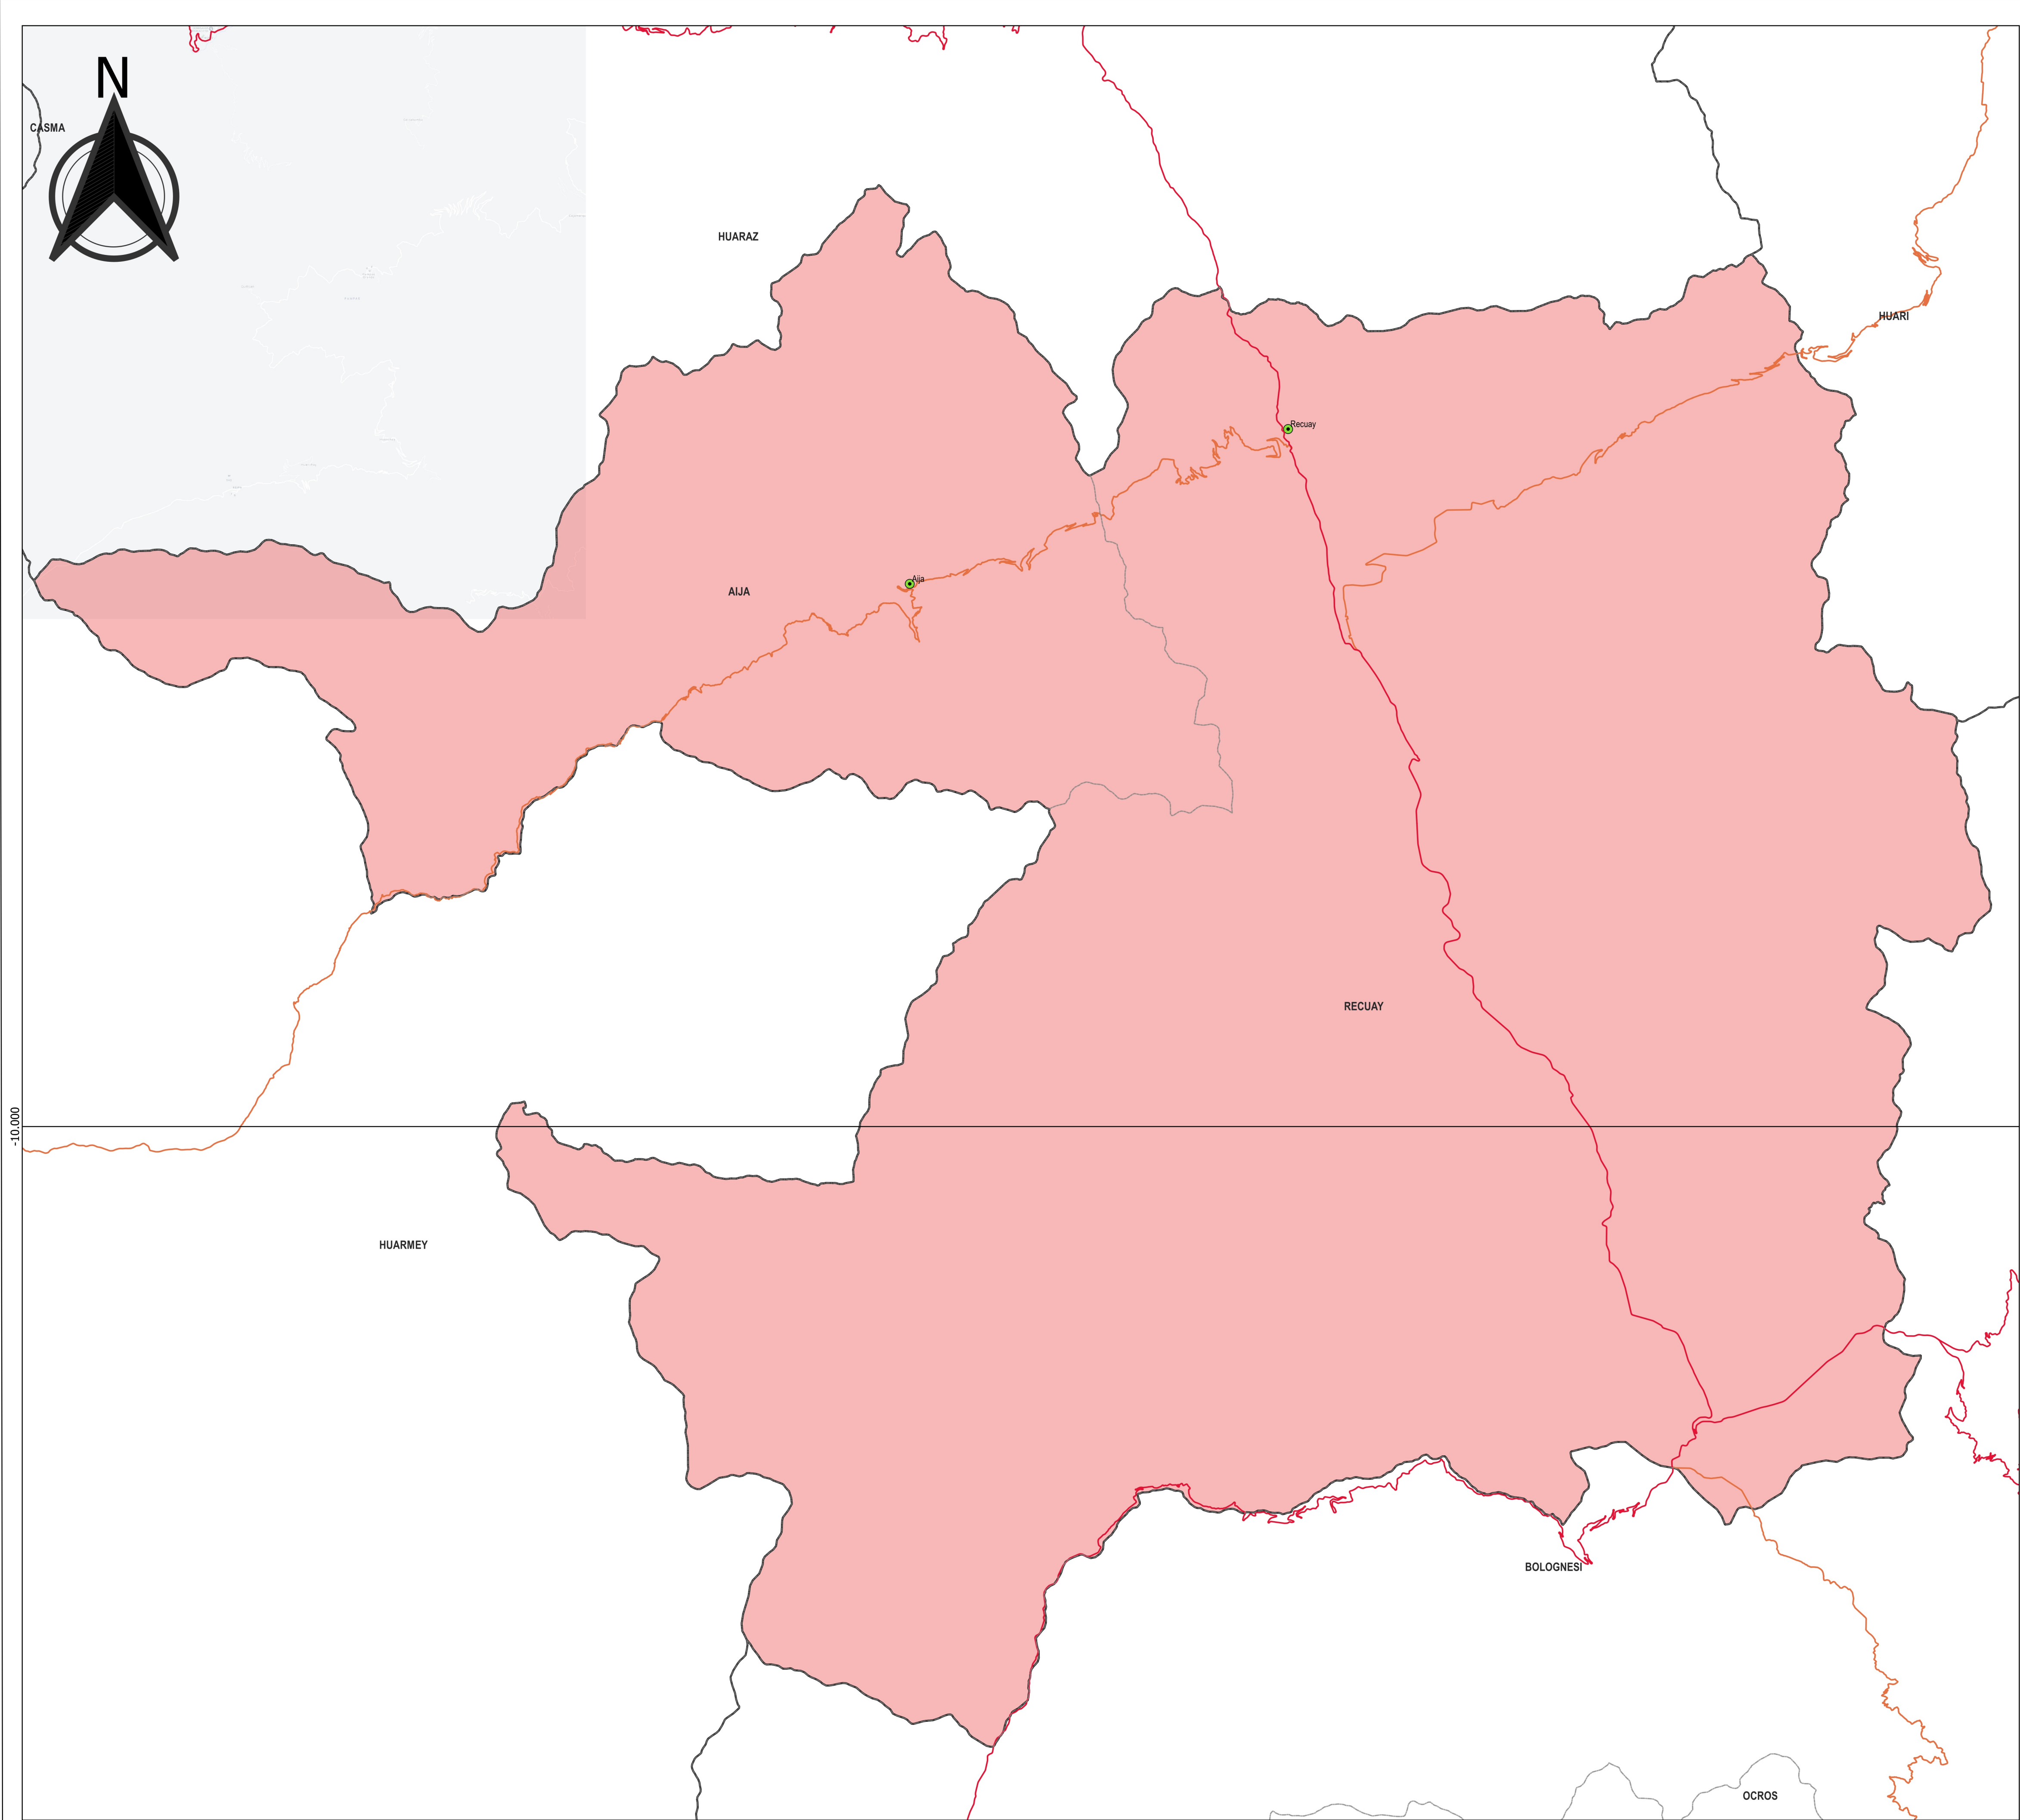 N
CASMA
HUARAZ
HUARI
Recuay
Aija
AIJA
RECUAY
-10.000
HUARMEY
BOLOGNESI
OCROS